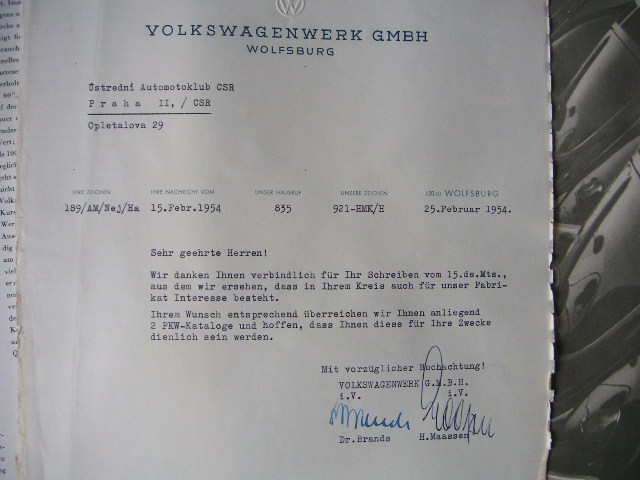 VOLKSWAGENWERK GMBH
WOLFSBURG
Ústrední Automotoklub CSR
Praha II, / CSR
Opletalova 29
IHRE ZEICHEN IHRE NACHRICHT VOM UNSER HAUSRUF UNSERE ZEICHEN (20a) WOLFSBURG
189/AM/Nej/Ha 15.Febr.1954 835 921-HMK/H 25.Februar 1954.
Sehr geehrte Herren!
Wir danken Ihnen verbindlich für Ihr Schreiben vom 15.ds.Mts.,
aus dem wir ersehen, dass in Ihrem Kreis auch für unser Fabri-
kat Interesse besteht.
Ihrem Wunsch entsprechend überreichen wir Ihnen anliegend
2 PKW-Kataloge und hoffen, dass Ihnen diese für Ihre Zwecke
dienlich sein werden.
Mit vorzüglicher Hochachtung!
VOLKSWAGENWERK G.M.B.H.
i.V. i.V.
Dr.Brands H.Maassen